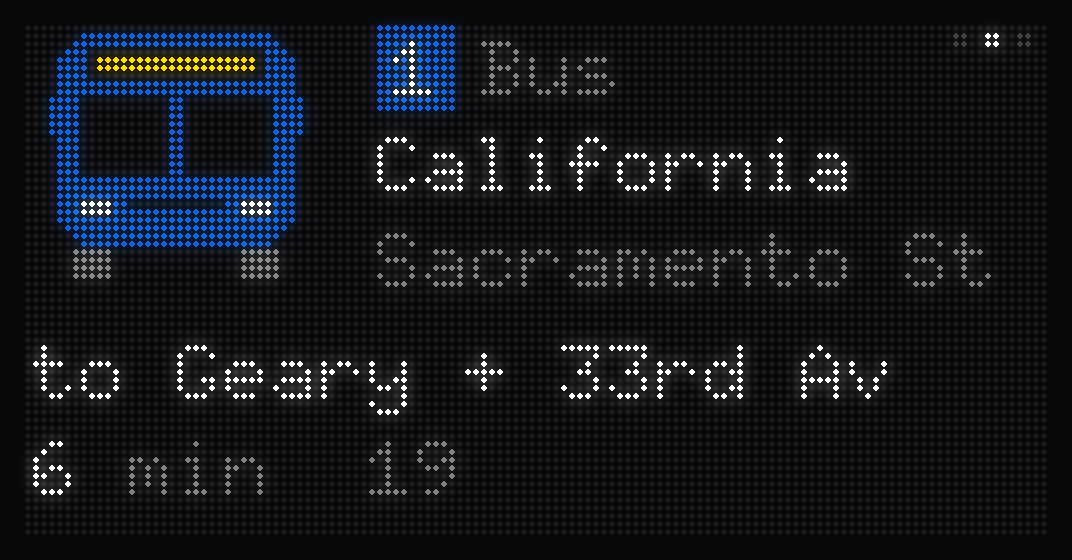 1 Bus
California
Sacramento St
to Geary + 33rd Av
6 min 19